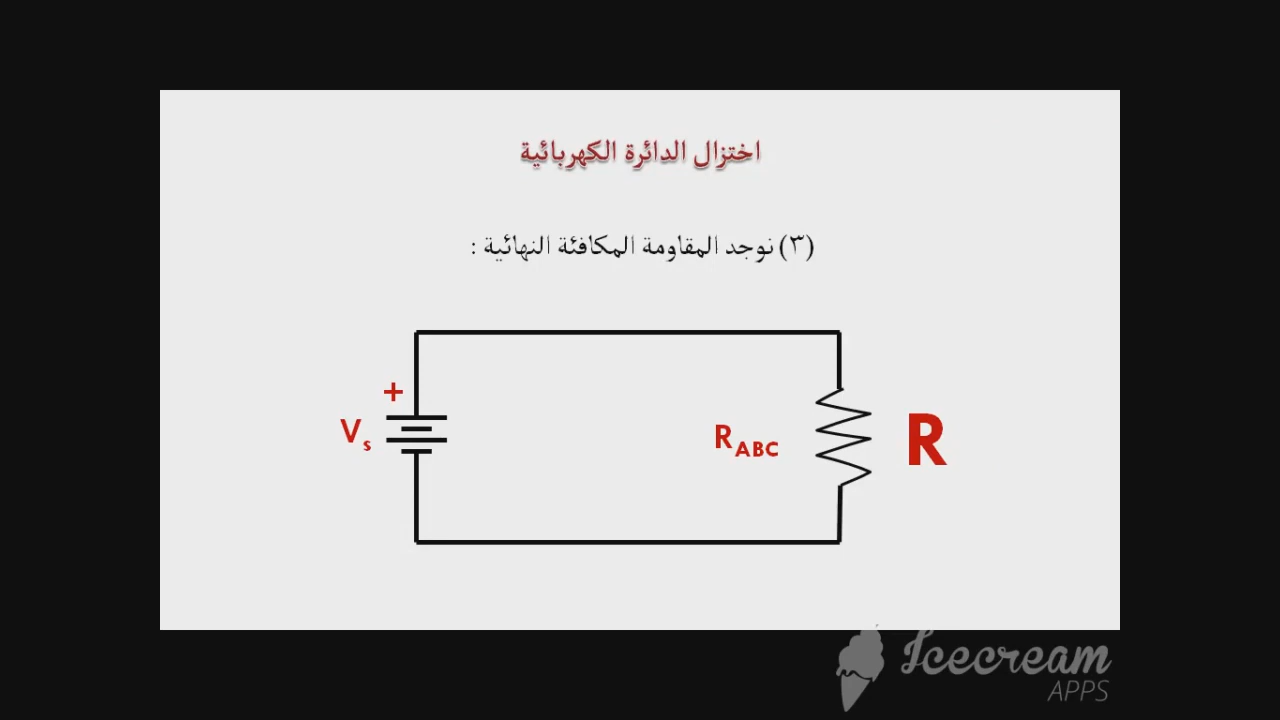 اختزال الدائرة الكهربائية
(٣) نوجد المقاومة المكافئة النهائية :
+
Vs
RABC
R
Icecream
APPS